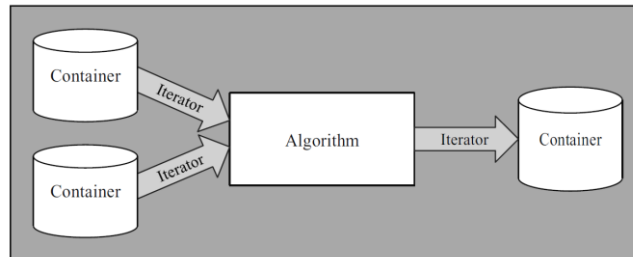 Container
Iterator
Container
Iterator
Algorithm
Iterator
Container